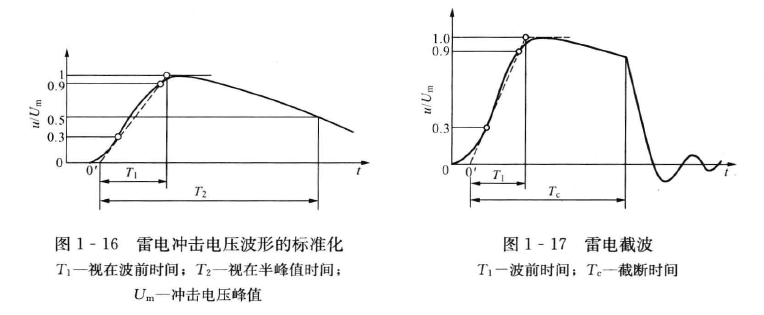 1
0.9
0.5
0.3
0
u/Um
0′
T1
T2
t
图 1-16 雷电冲击电压波形的标准化
T1—视在波前时间；T2—视在半峰值时间；
Um—冲击电压峰值
1.0
0.9
0.3
0
u/Um
0′
T1
Tc
t
图 1-17 雷电截波
T1—波前时间；Tc—截断时间